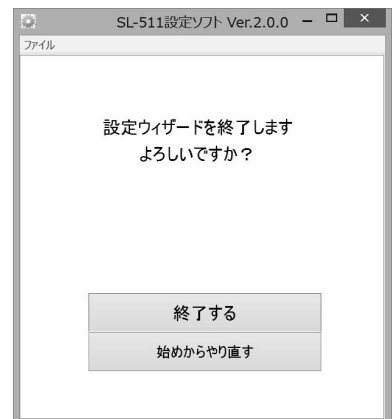 SL-511設定ソフト Ver.2.0.0
ファイル
設定ウィザードを終了します
よろしいですか？
終了する
始めからやり直す